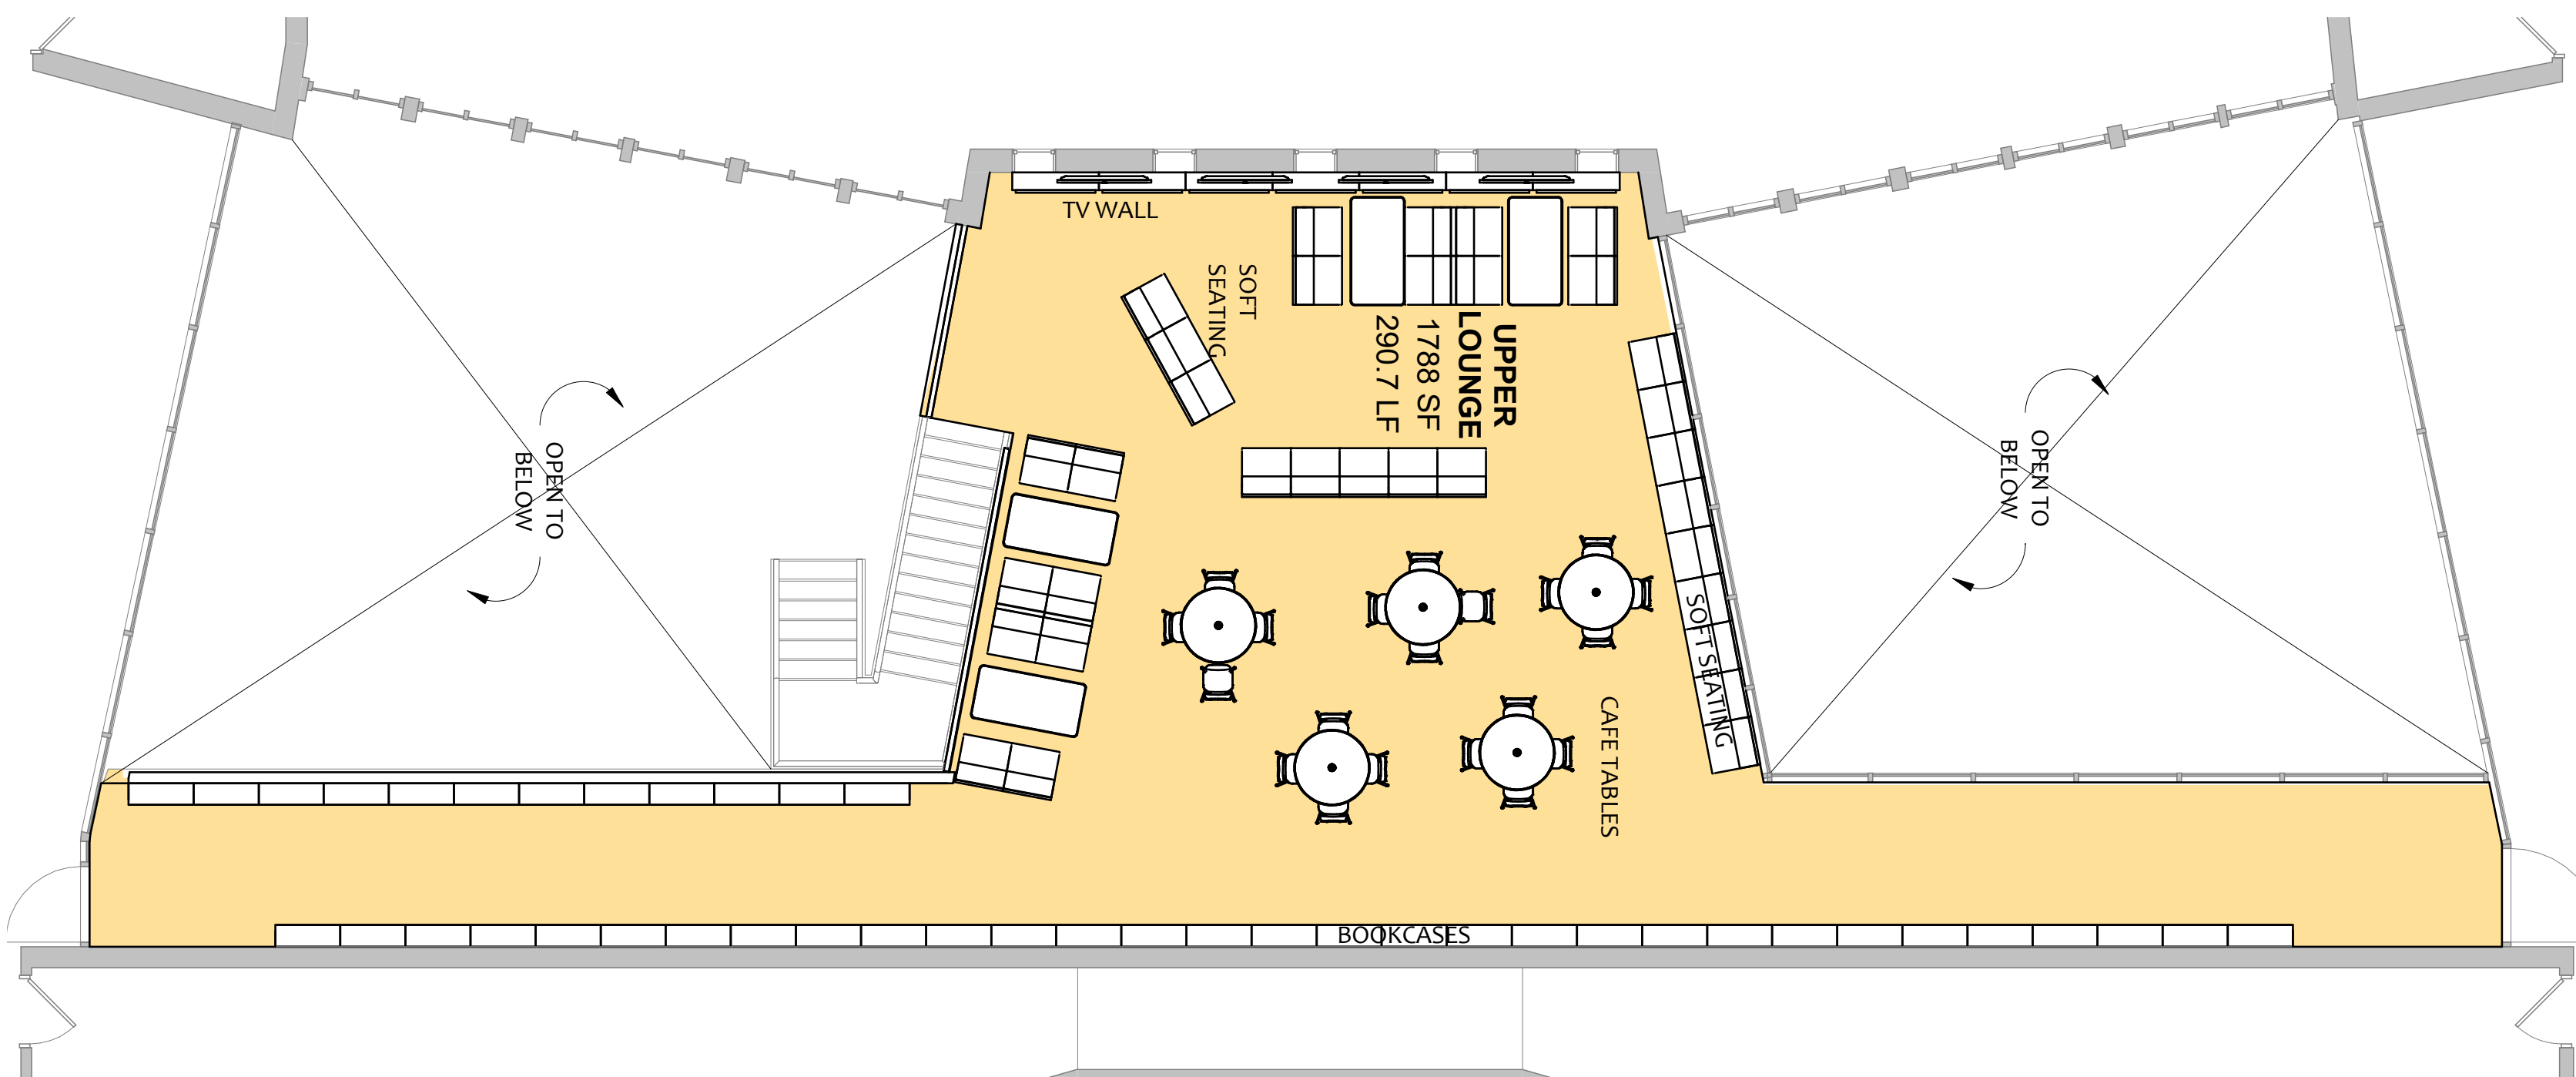 TV WALL
SOFT
SEATING
UPPER
LOUNGE
1788 SF
290.7 LF
OPEN TO
BELOW
OPEN TO
BELOW
SOFT SEATING
CAFE TABLES
BOOKCASES